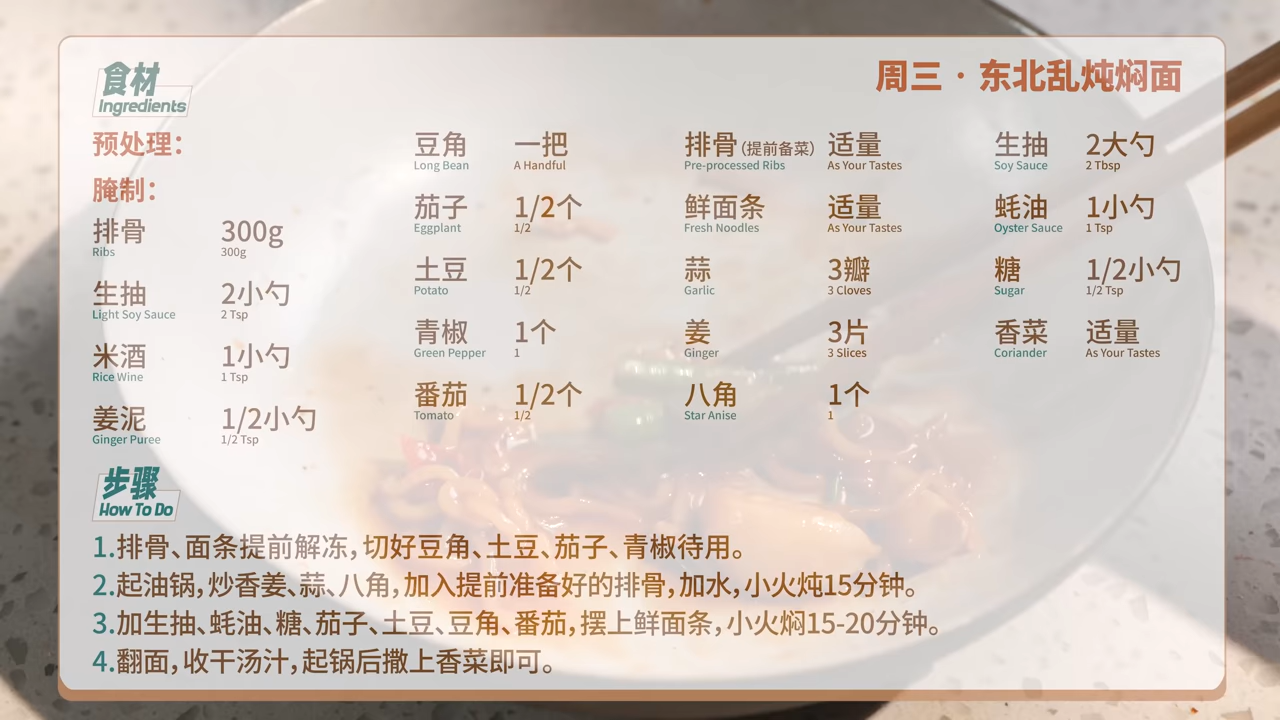 食材
Ingredients
周三 · 东北乱炖焖面
预处理：
腌制：
排骨 300g
Ribs 300g
生抽 2小勺
Light Soy Sauce 2 Tsp
米酒 1小勺
Rice Wine 1 Tsp
姜泥 1/2小勺
Ginger Puree 1/2 Tsp
豆角 一把
Long Bean A Handful
茄子 1/2个
Eggplant 1/2
土豆 1/2个
Potato 1/2
青椒 1个
Green Pepper 1
番茄 1/2个
Tomato 1/2
排骨（提前备菜） 适量
Pre-processed Ribs As Your Tastes
鲜面条 适量
Fresh Noodles As Your Tastes
蒜 3瓣
Garlic 3 Cloves
姜 3片
Ginger 3 Slices
八角 1个
Star Anise 1
生抽 2大勺
Soy Sauce 2 Tbsp
蚝油 1小勺
Oyster Sauce 1 Tsp
糖 1/2小勺
Sugar 1/2 Tsp
香菜 适量
Coriander As Your Tastes
步骤
How To Do
1.排骨、面条提前解冻，切好豆角、土豆、茄子、青椒待用。
2.起油锅，炒香姜、蒜、八角，加入提前准备好的排骨，加水，小火炖15分钟。
3.加生抽、蚝油、糖、茄子、土豆、豆角、番茄，摆上鲜面条，小火焖15-20分钟。
4.翻面，收干汤汁，起锅后撒上香菜即可。